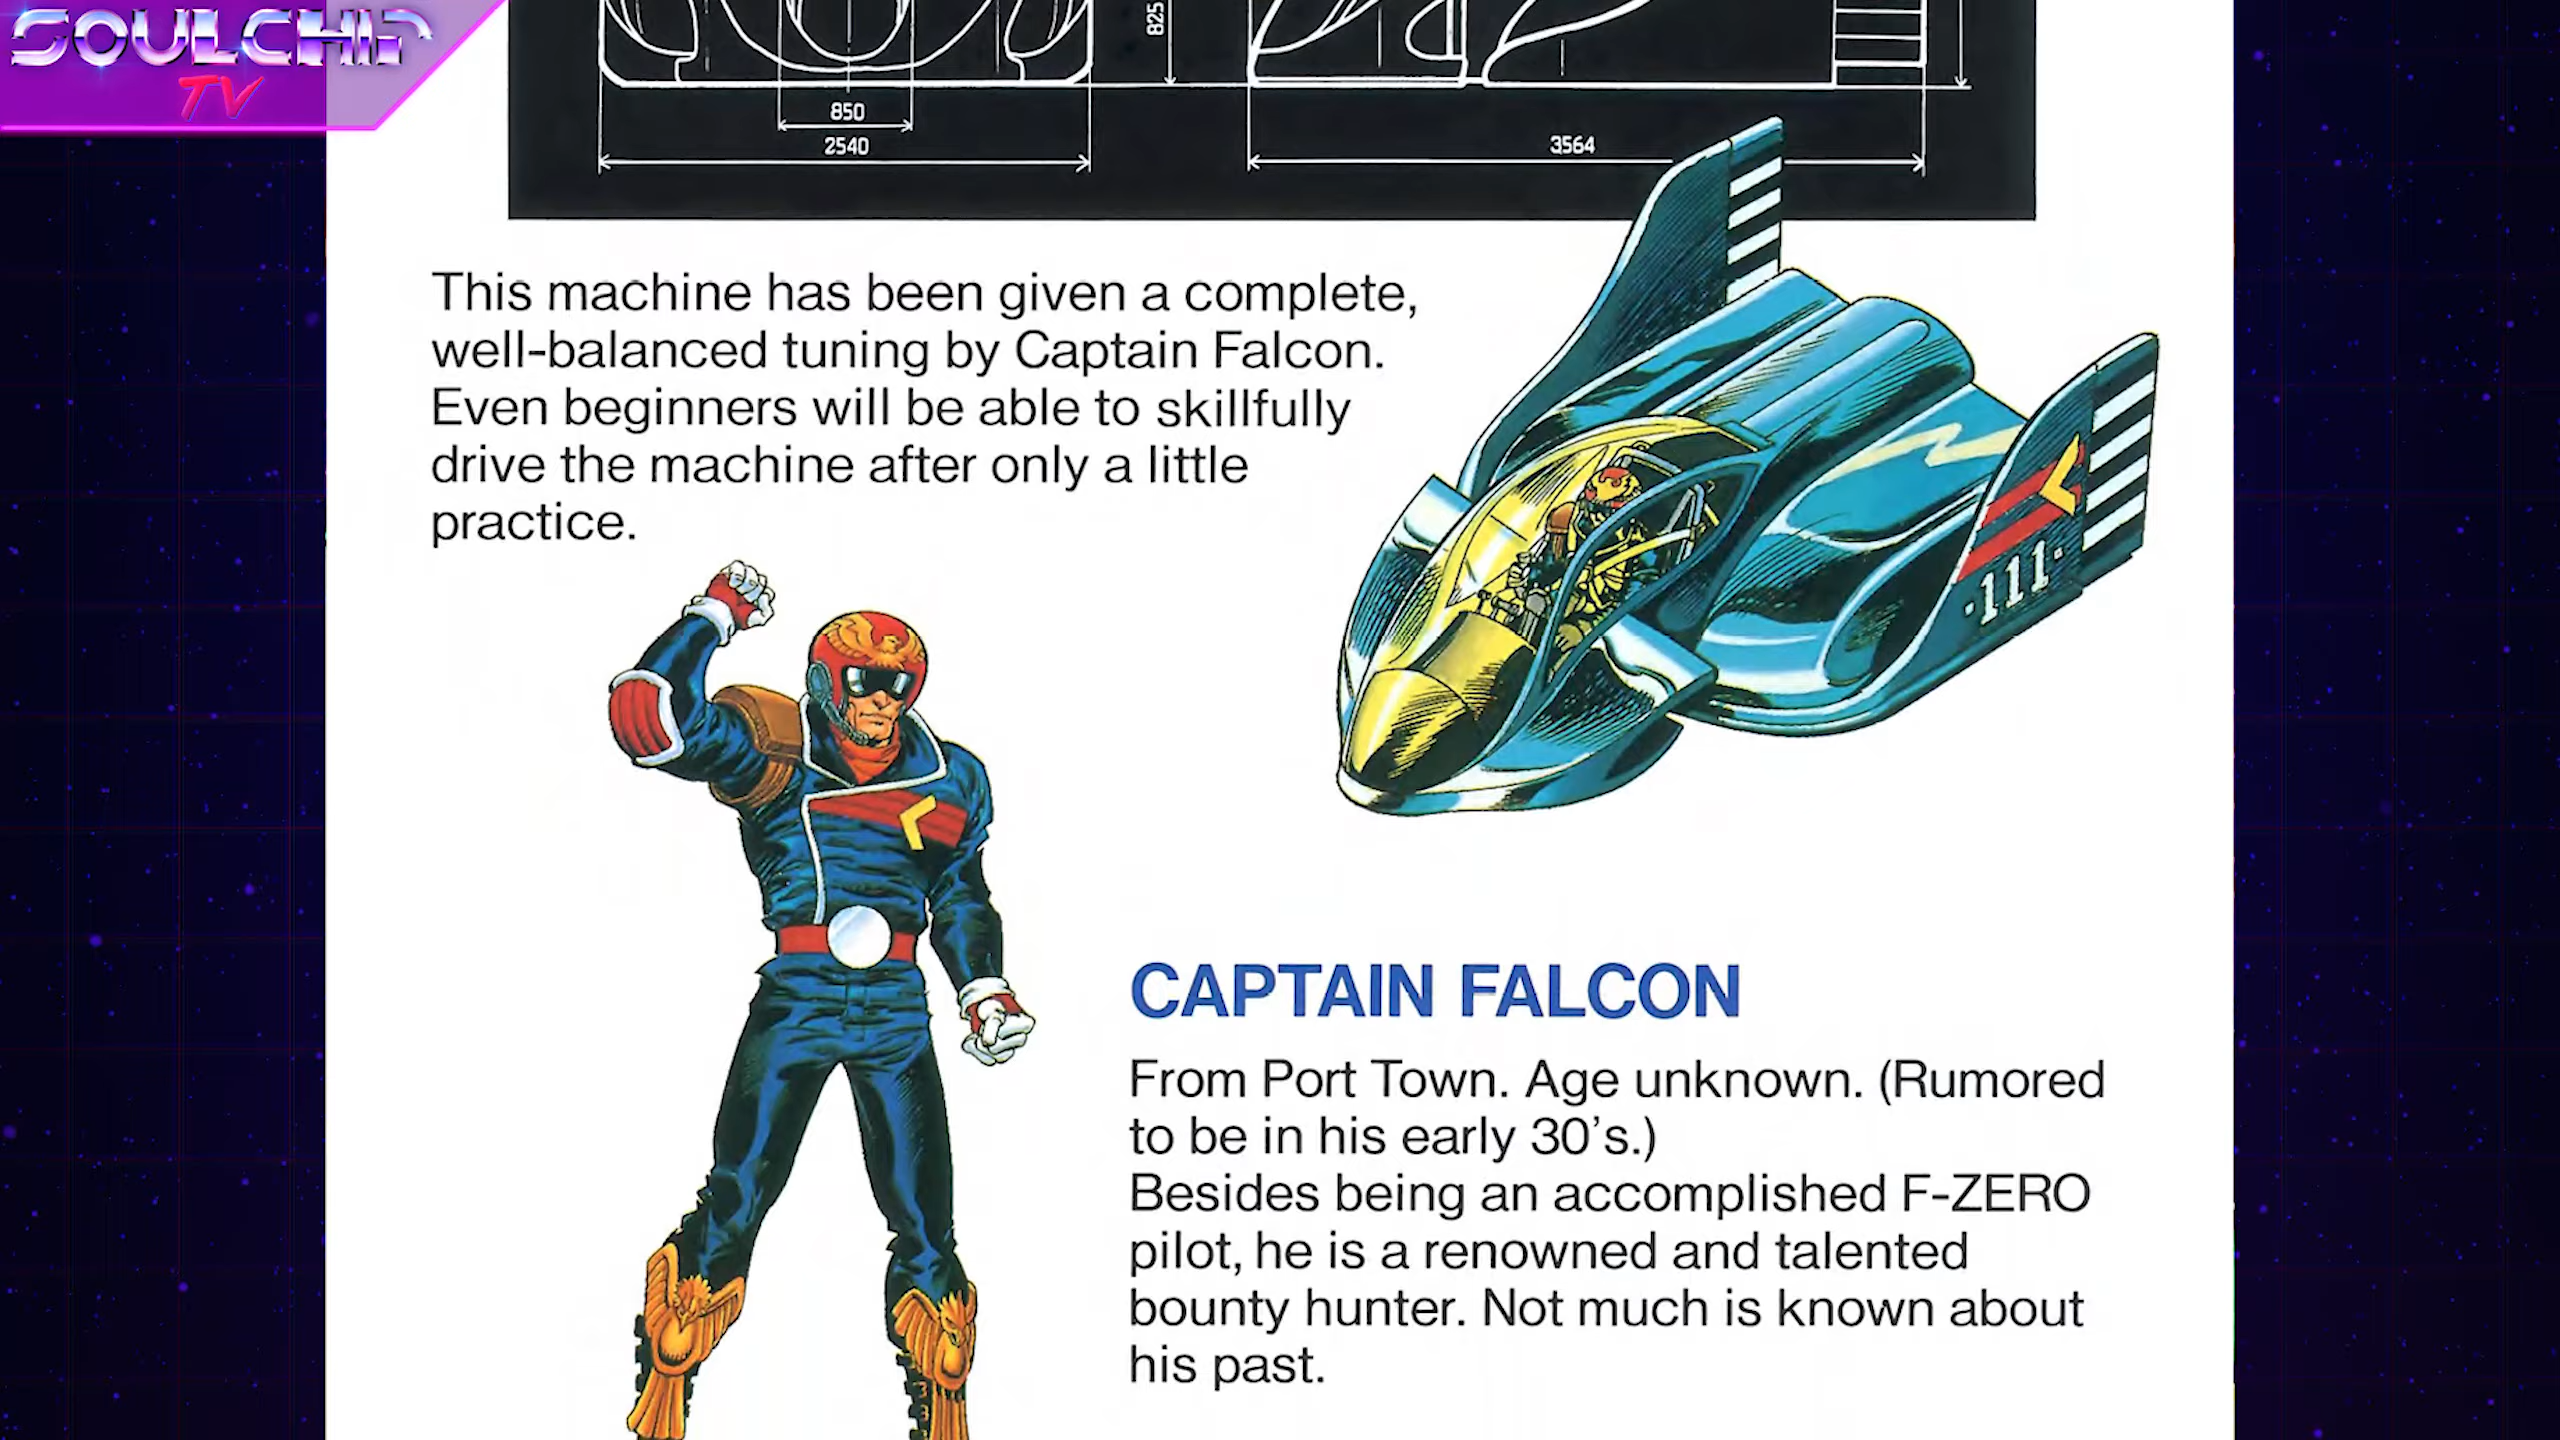 SOULCHIP
TV
825
850
2540
3564
This machine has been given a complete,
well-balanced tuning by Captain Falcon.
Even beginners will be able to skillfully
drive the machine after only a little
practice.
·111·
CAPTAIN FALCON
From Port Town. Age unknown. (Rumored
to be in his early 30's.)
Besides being an accomplished F-ZERO
pilot, he is a renowned and talented
bounty hunter. Not much is known about
his past.